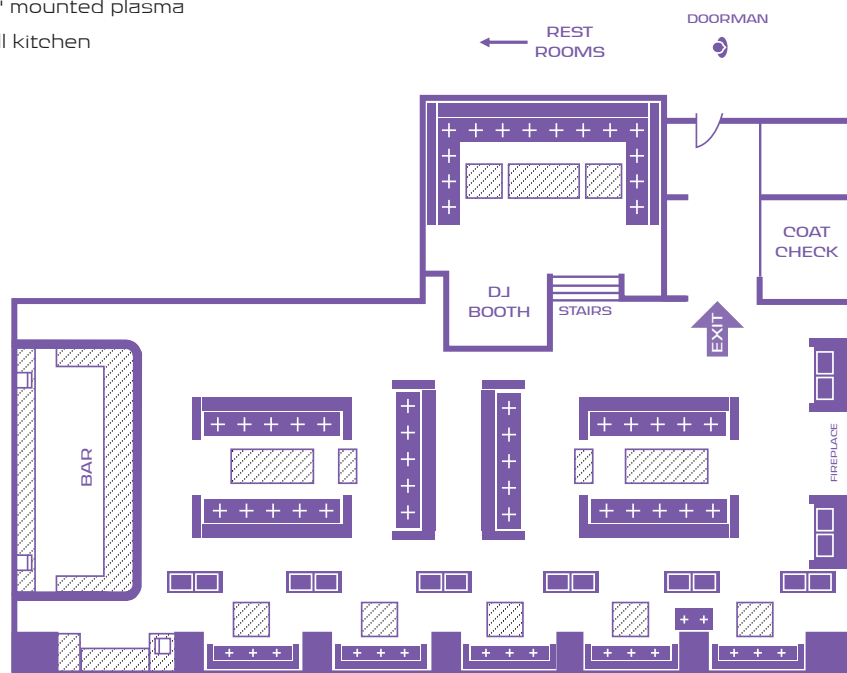 mounted plasma
kitchen
DOORMAN
REST
ROOMS
COAT
CHECK
DJ
BOOTH
STAIRS
EXIT
BAR
FIREPLACE